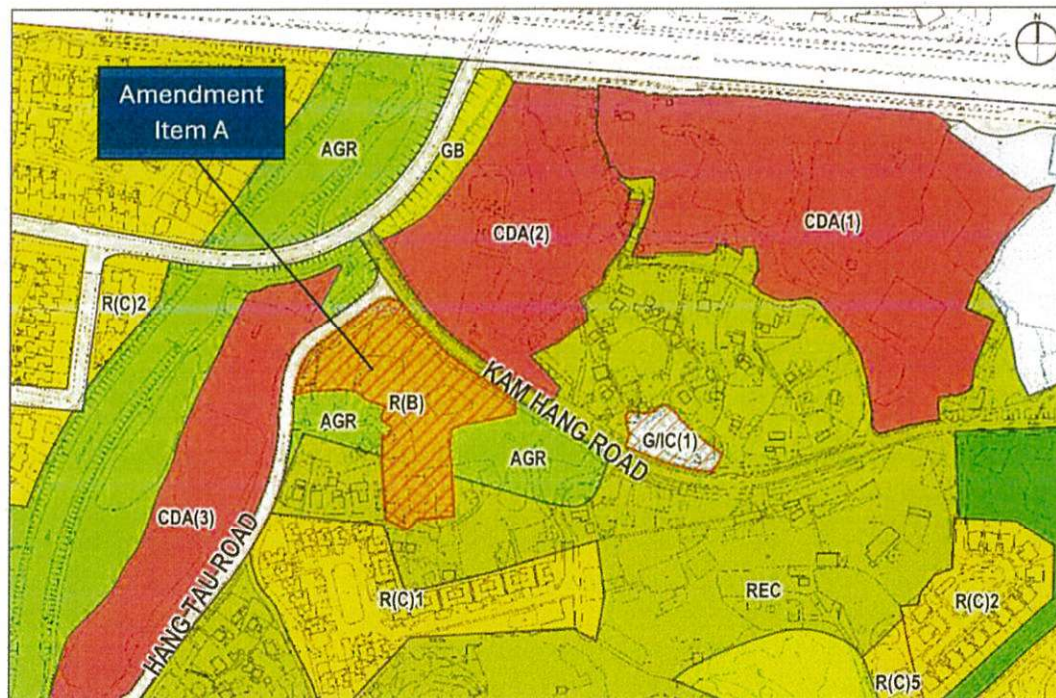 N
Amendment
Item A
AGR
GB
CDA(2)
CDA(1)
R(C)2
R(B)
KAM HANG ROAD
AGR
AGR
G/IC(1)
CDA(3)
HANG TAU ROAD
R(C)1
REC
R(C)2
R(C)5